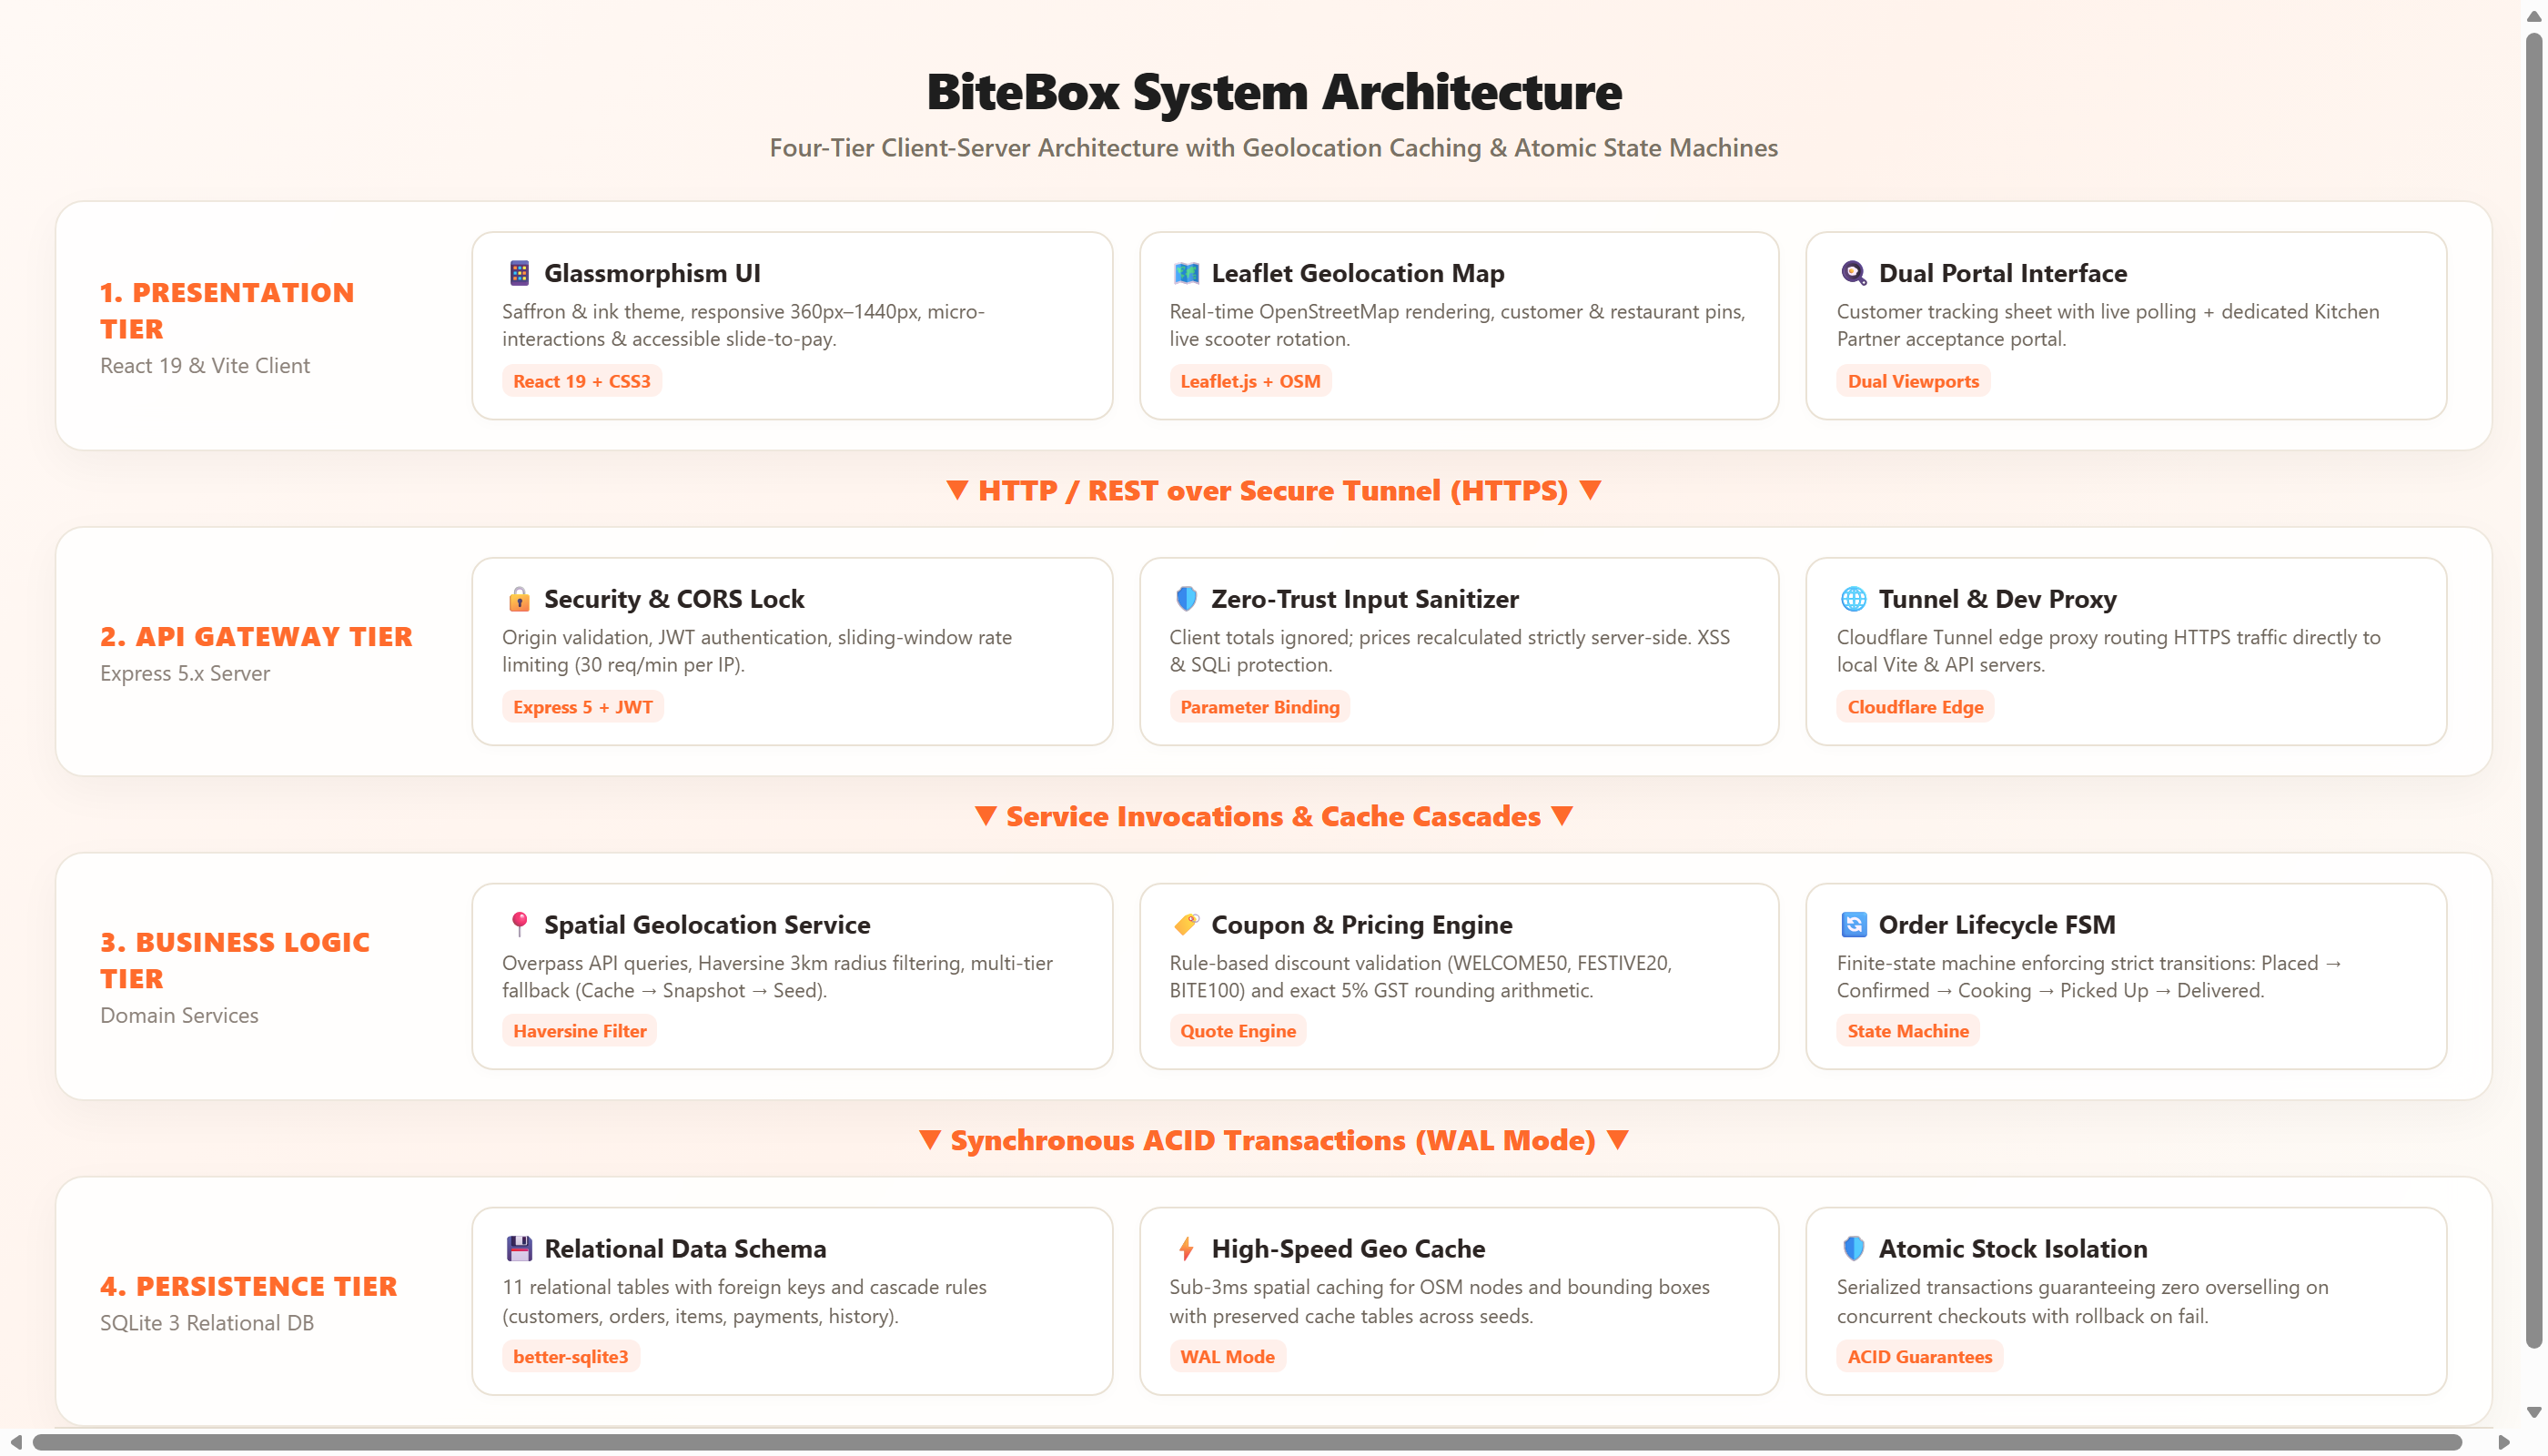 BiteBox System Architecture
Four-Tier Client-Server Architecture with Geolocation Caching & Atomic State Machines
1. PRESENTATION
TIER
React 19 & Vite Client
Glassmorphism UI
Saffron & ink theme, responsive 360px–1440px, micro-
interactions & accessible slide-to-pay.
React 19 + CSS3
Leaflet Geolocation Map
Real-time OpenStreetMap rendering, customer & restaurant pins,
live scooter rotation.
Leaflet.js + OSM
Dual Portal Interface
Customer tracking sheet with live polling + dedicated Kitchen
Partner acceptance portal.
Dual Viewports
▼ HTTP / REST over Secure Tunnel (HTTPS) ▼
2. API GATEWAY TIER
Express 5.x Server
Security & CORS Lock
Origin validation, JWT authentication, sliding-window rate
limiting (30 req/min per IP).
Express 5 + JWT
Zero-Trust Input Sanitizer
Client totals ignored; prices recalculated strictly server-side. XSS
& SQLi protection.
Parameter Binding
Tunnel & Dev Proxy
Cloudflare Tunnel edge proxy routing HTTPS traffic directly to
local Vite & API servers.
Cloudflare Edge
▼ Service Invocations & Cache Cascades ▼
3. BUSINESS LOGIC
TIER
Domain Services
Spatial Geolocation Service
Overpass API queries, Haversine 3km radius filtering, multi-tier
fallback (Cache → Snapshot → Seed).
Haversine Filter
Coupon & Pricing Engine
Rule-based discount validation (WELCOME50, FESTIVE20,
BITE100) and exact 5% GST rounding arithmetic.
Quote Engine
Order Lifecycle FSM
Finite-state machine enforcing strict transitions: Placed →
Confirmed → Cooking → Picked Up → Delivered.
State Machine
▼ Synchronous ACID Transactions (WAL Mode) ▼
4. PERSISTENCE TIER
SQLite 3 Relational DB
Relational Data Schema
11 relational tables with foreign keys and cascade rules
(customers, orders, items, payments, history).
better-sqlite3
High-Speed Geo Cache
Sub-3ms spatial caching for OSM nodes and bounding boxes
with preserved cache tables across seeds.
WAL Mode
Atomic Stock Isolation
Serialized transactions guaranteeing zero overselling on
concurrent checkouts with rollback on fail.
ACID Guarantees